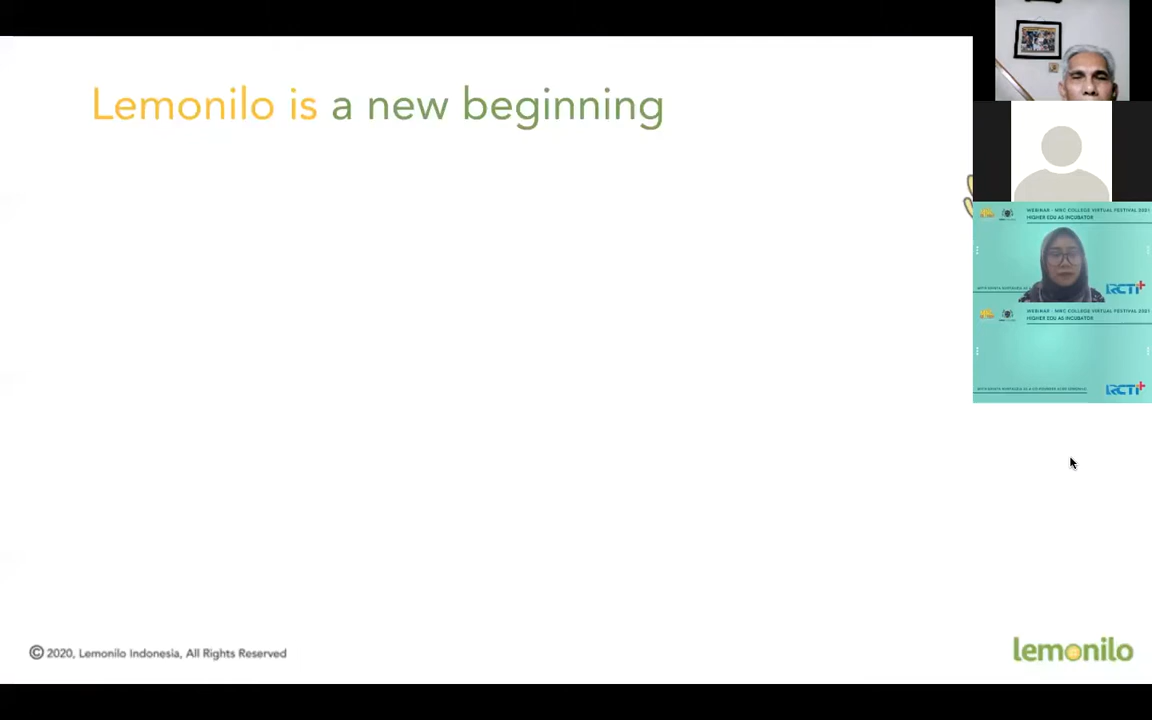 Lemonilo is a new beginning
WEBINAR - MNC COLLEGE VIRTUAL FESTIVAL 2021
HIGHER EDU AS INCUBATOR
RCTI+
WEBINAR - MNC COLLEGE VIRTUAL FESTIVAL 2021
HIGHER EDU AS INCUBATOR
RCTI+
© 2020, Lemonilo Indonesia, All Rights Reserved
lemonilo